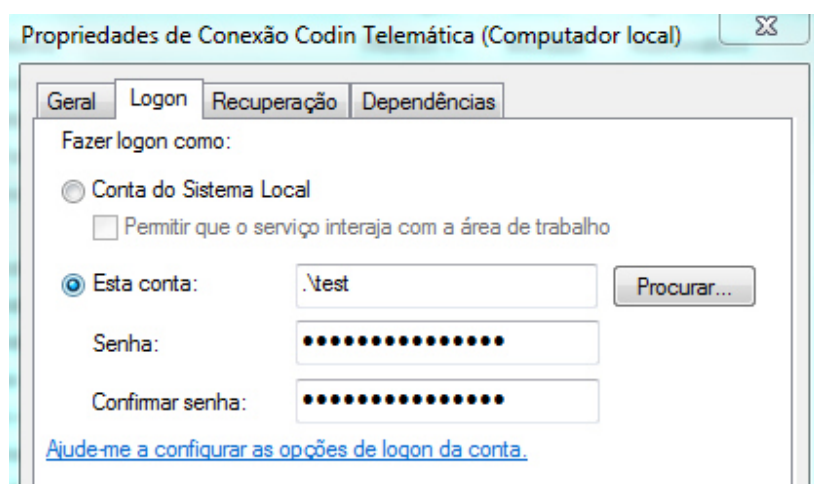 Propriedades de Conexão Codin Telemática (Computador local)
Geral Logon Recuperação Dependências
Fazer logon como:
Conta do Sistema Local
Permitir que o serviço interaja com a área de trabalho
Esta conta: .\test Procurar...
Senha: •••••••••••••••
Confirmar senha: •••••••••••••••
Ajude-me a configurar as opções de logon da conta.